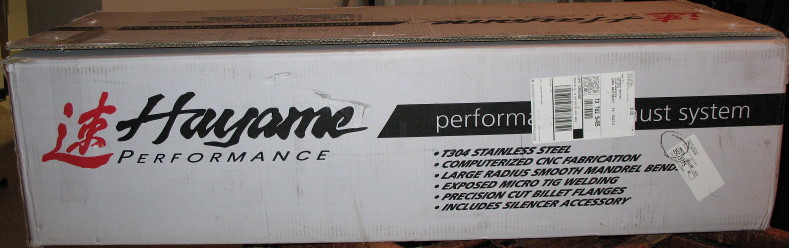 速 Hayame
PERFORMANCE
performa ust system
• T304 STAINLESS STEEL
• COMPUTERIZED CNC FABRICATION
• LARGE RADIUS SMOOTH MANDREL BEND
• EXPOSED MICRO TIG WELDING
• PRECISION CUT BILLET FLANGES
• INCLUDES SILENCER ACCESSORY